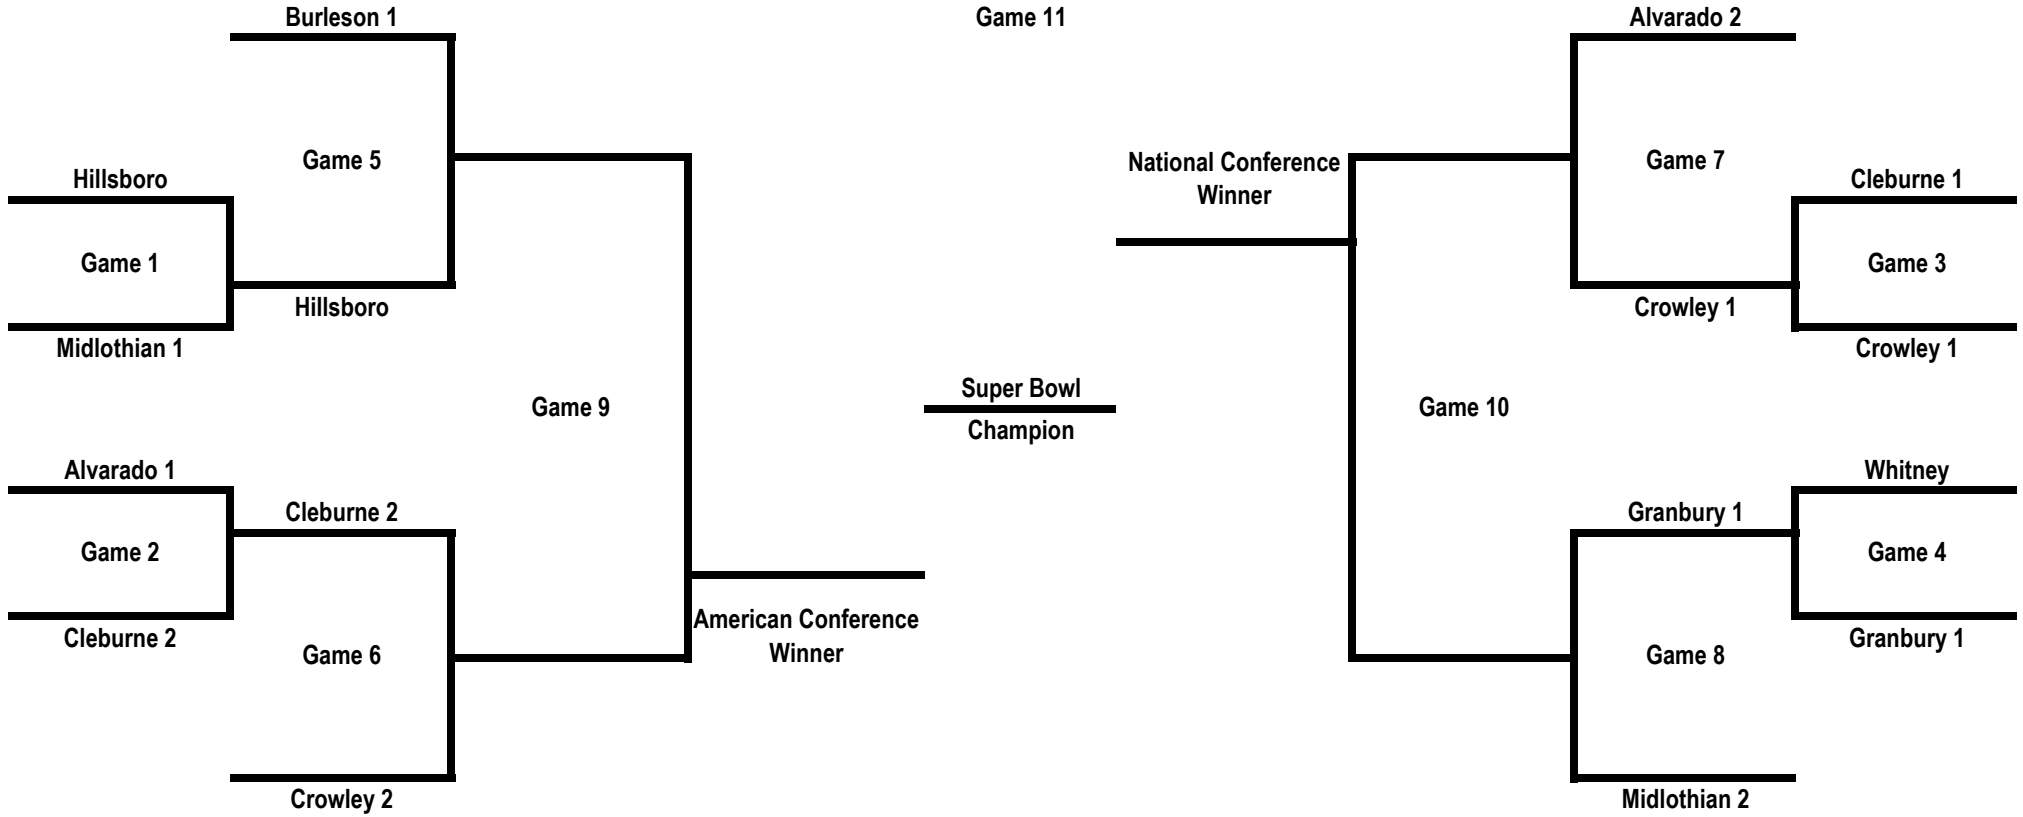 Burleson 1
Game 11
Alvarado 2
Game 5
National Conference
Winner
Game 7
Hillsboro
Cleburne 1
Game 1
Game 3
Hillsboro
Crowley 1
Midlothian 1
Crowley 1
Super Bowl
Game 9
Game 10
Champion
Alvarado 1
Whitney
Cleburne 2
Granbury 1
Game 2
Game 4
American Conference
Winner
Cleburne 2
Granbury 1
Game 6
Game 8
Crowley 2
Midlothian 2